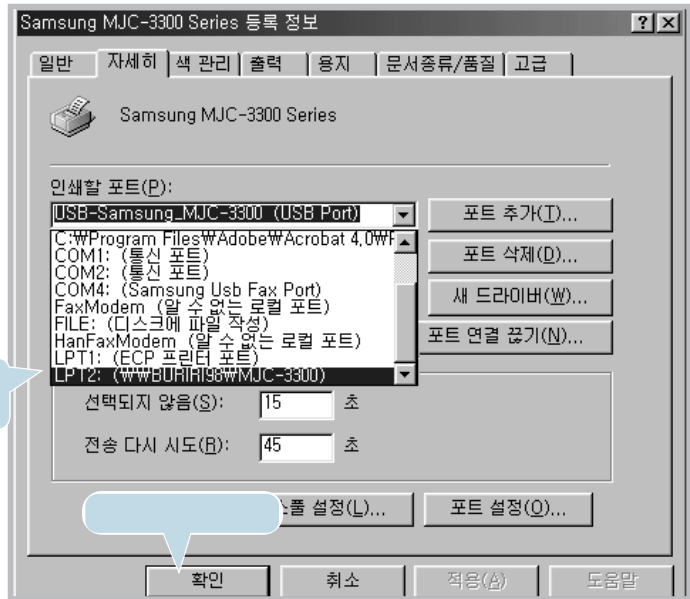 Samsung MJC-3300 Series 등록 정보
일반 자세히 색 관리 출력 용지 문서종류/품질 고급
Samsung MJC-3300 Series
인쇄할 포트(P):
USB-Samsung_MJC-3300 (USB Port)
포트 추가(T)...
C:₩Program Files₩Adobe₩Acrobat 4,0₩F
COM1: (통신 포트)
COM2: (통신 포트)
COM4: (Samsung Usb Fax Port)
FaxModem (알 수 없는 로컬 포트)
FILE: (디스크에 파일 작성)
HanFaxModem (알 수 없는 로컬 포트)
LPT1: (ECP 프린터 포트)
LPT2: (₩₩BURIRI98₩MJC-3300)
포트 삭제(D)...
새 드라이버(W)...
포트 연결 끊기(N)...
선택되지 않음(S): 15 초
전송 다시 시도(R): 45 초
스풀 설정(L)... 포트 설정(O)...
확인 취소 적용(A) 도움말